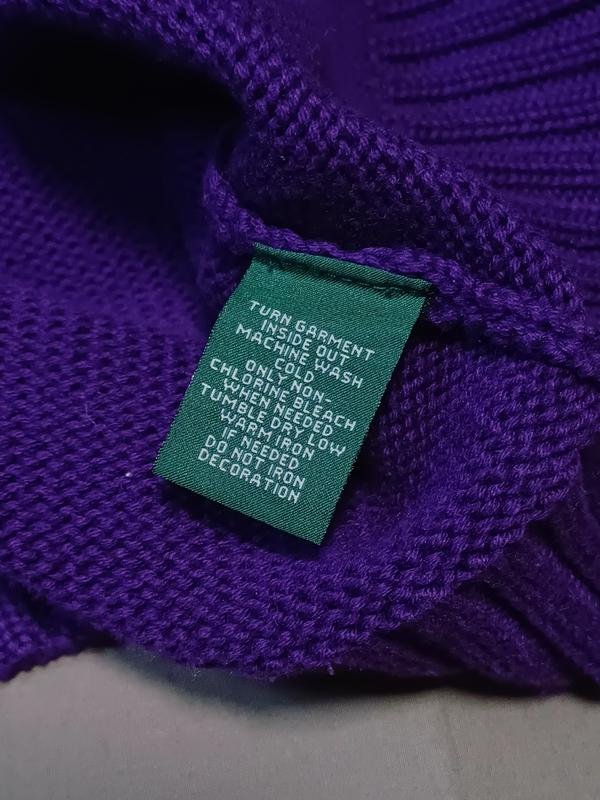 TURN GARMENT
INSIDE OUT
MACHINE WASH
COLD
ONLY NON-
CHLORINE BLEACH
WHEN NEEDED
TUMBLE DRY LOW
WARM IRON
IF NEEDED
DO NOT IRON
DECORATION